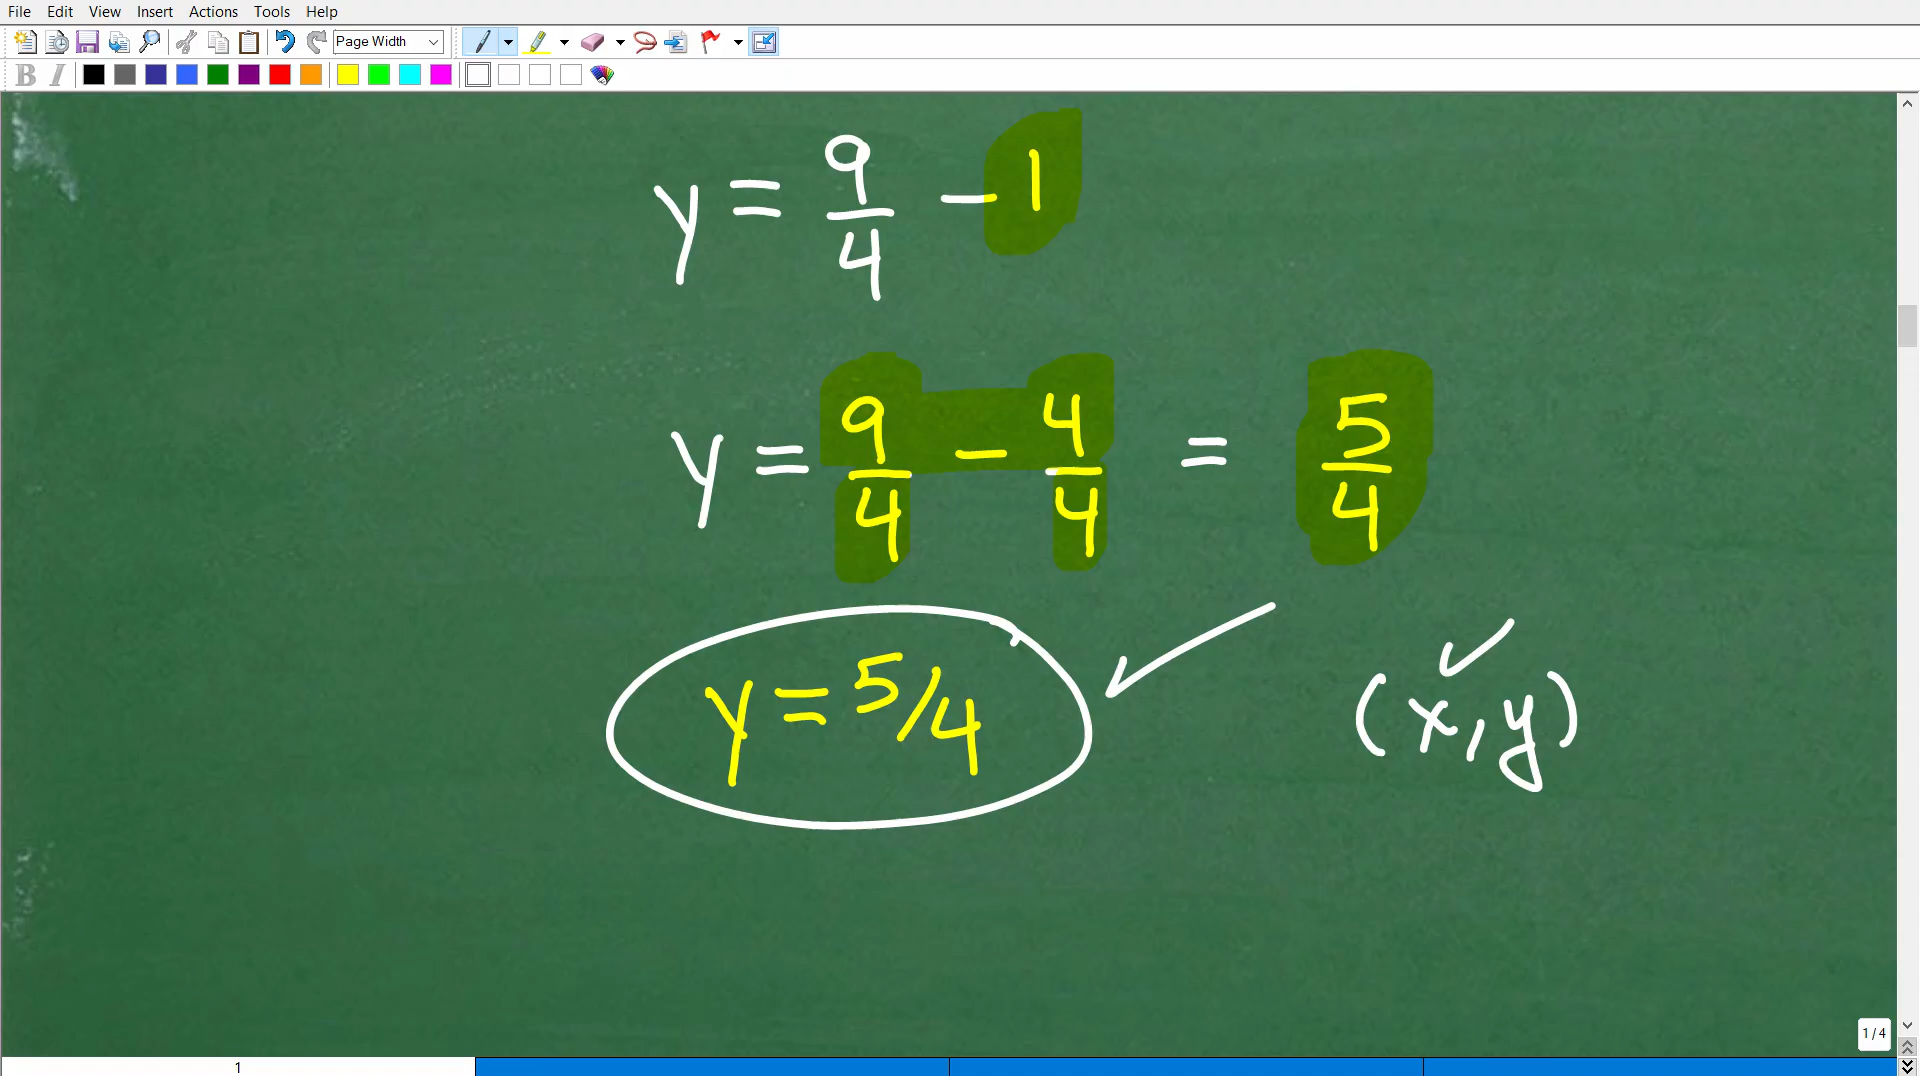 File Edit View Insert Actions Tools Help
Page Width
B I
y = 9/4 - 1
y = 9/4 - 4/4 = 5/4
y = 5/4
(x, y)
1 / 4
1